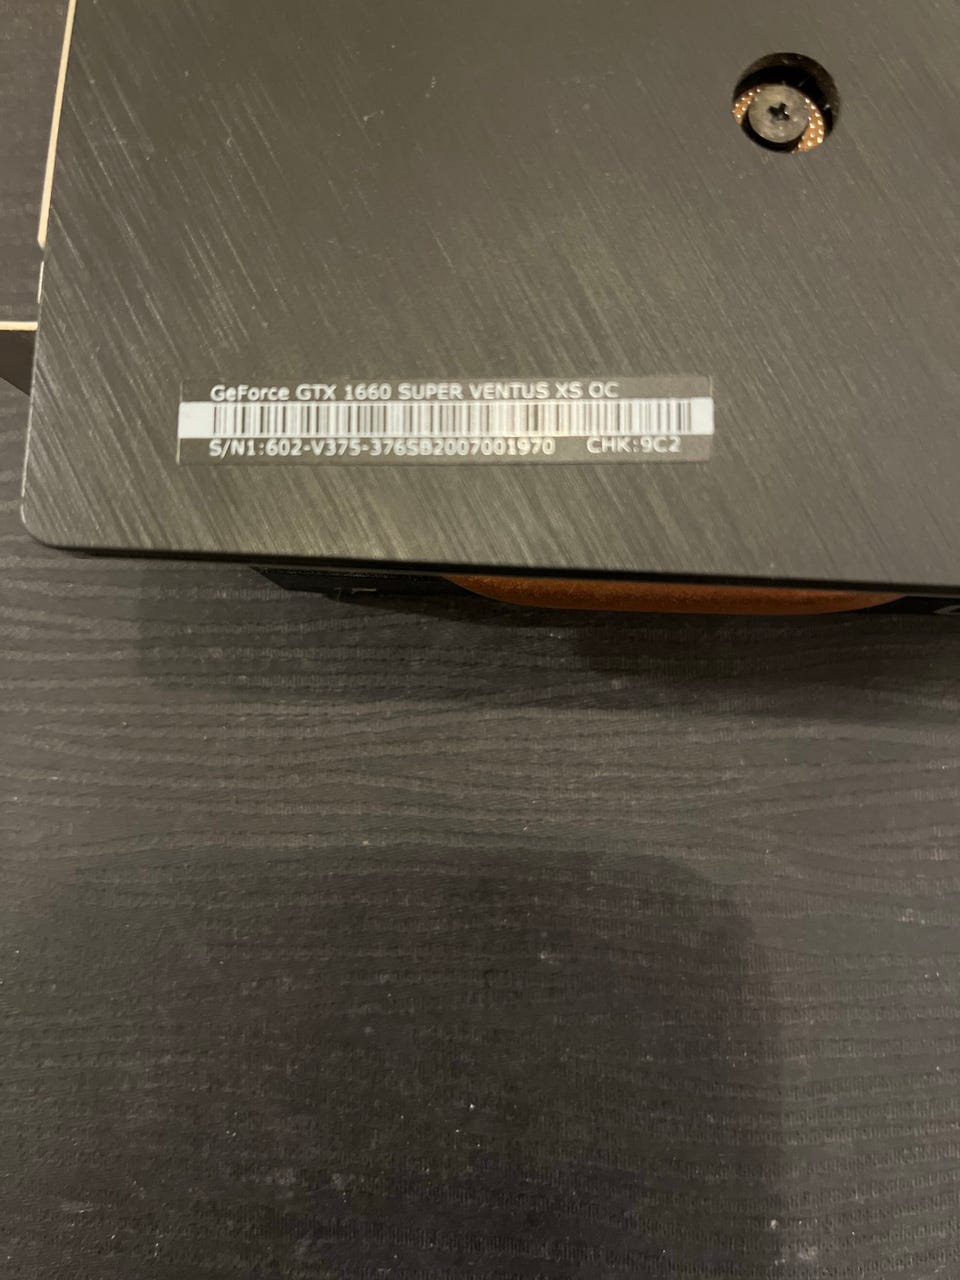 GeForce GTX 1660 SUPER VENTUS XS OC
S/N1:602-V375-376SB2007001970 CHK:9C2